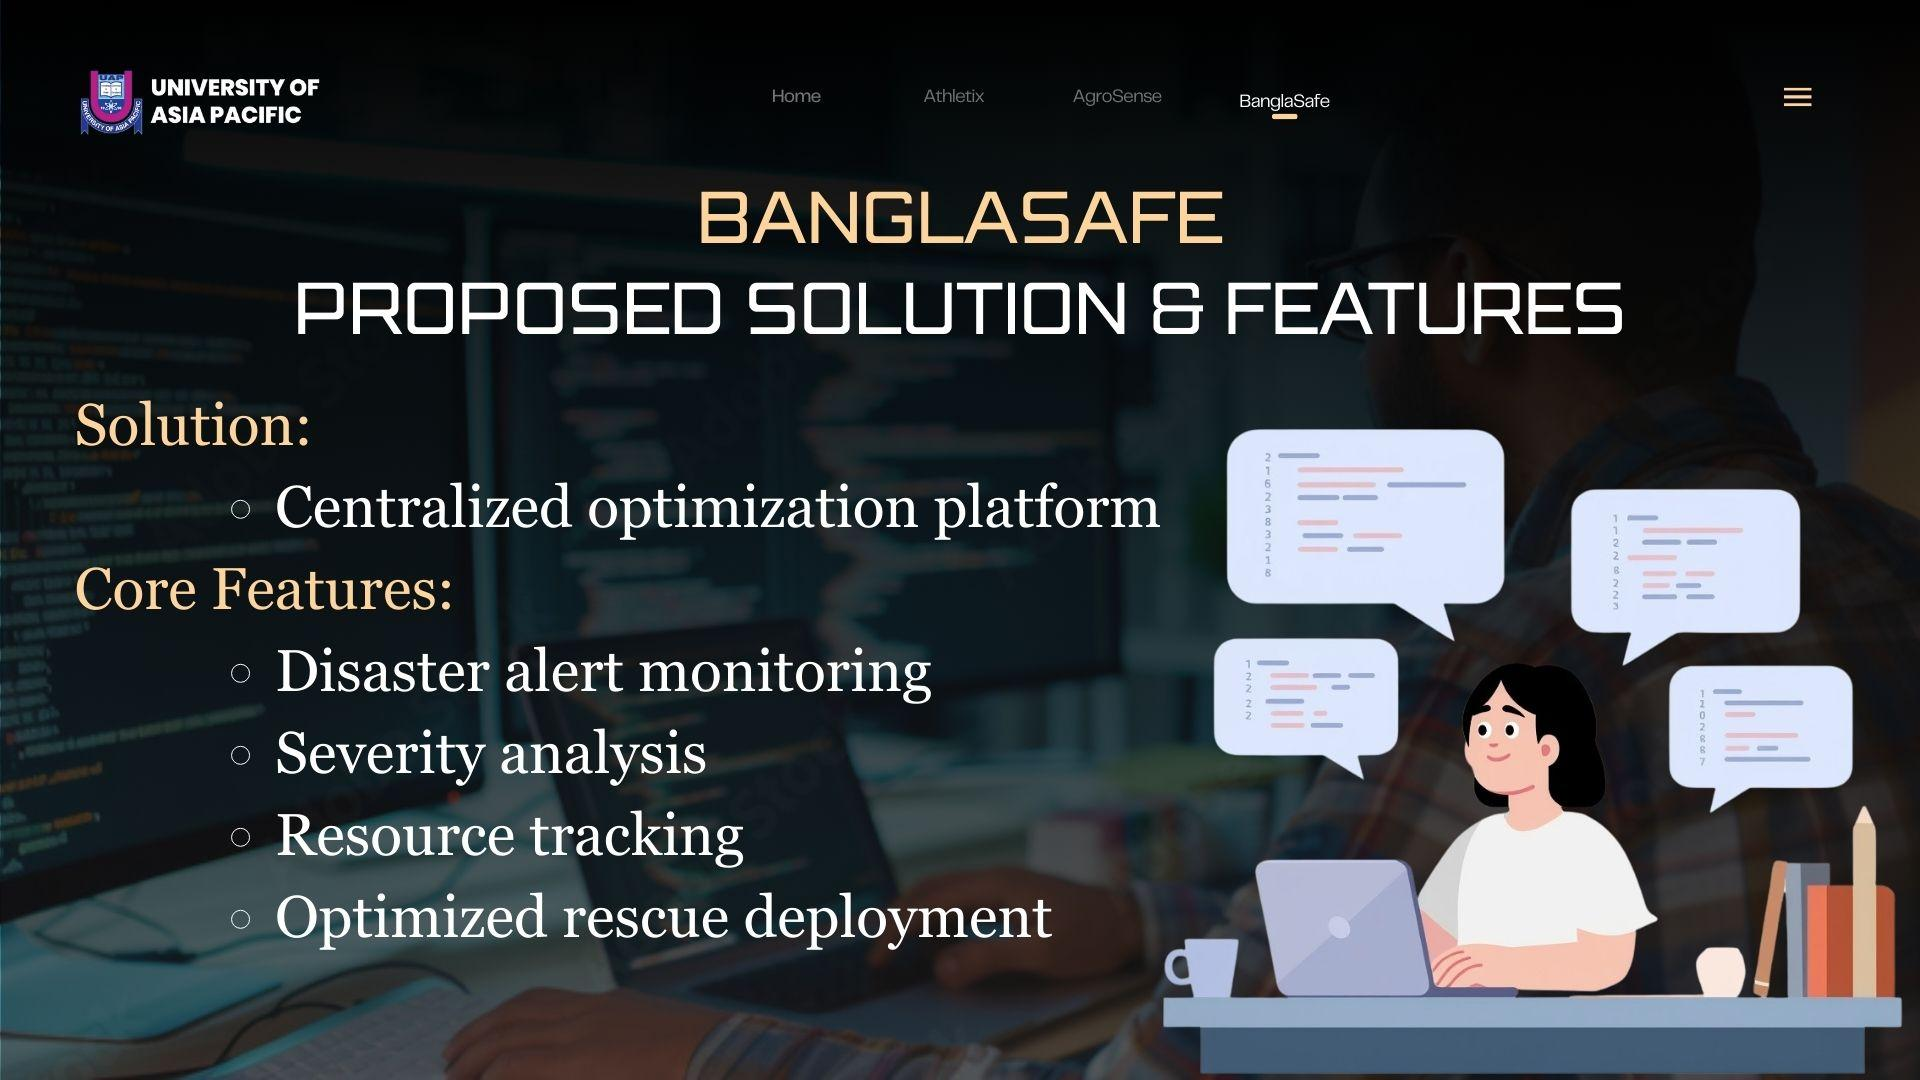 UNIVERSITY OF
ASIA PACIFIC
Home
Athletix
AgroSense
BanglaSafe
BANGLASAFE
PROPOSED SOLUTION & FEATURES
Solution:
Centralized optimization platform
Core Features:
Disaster alert monitoring
Severity analysis
Resource tracking
Optimized rescue deployment